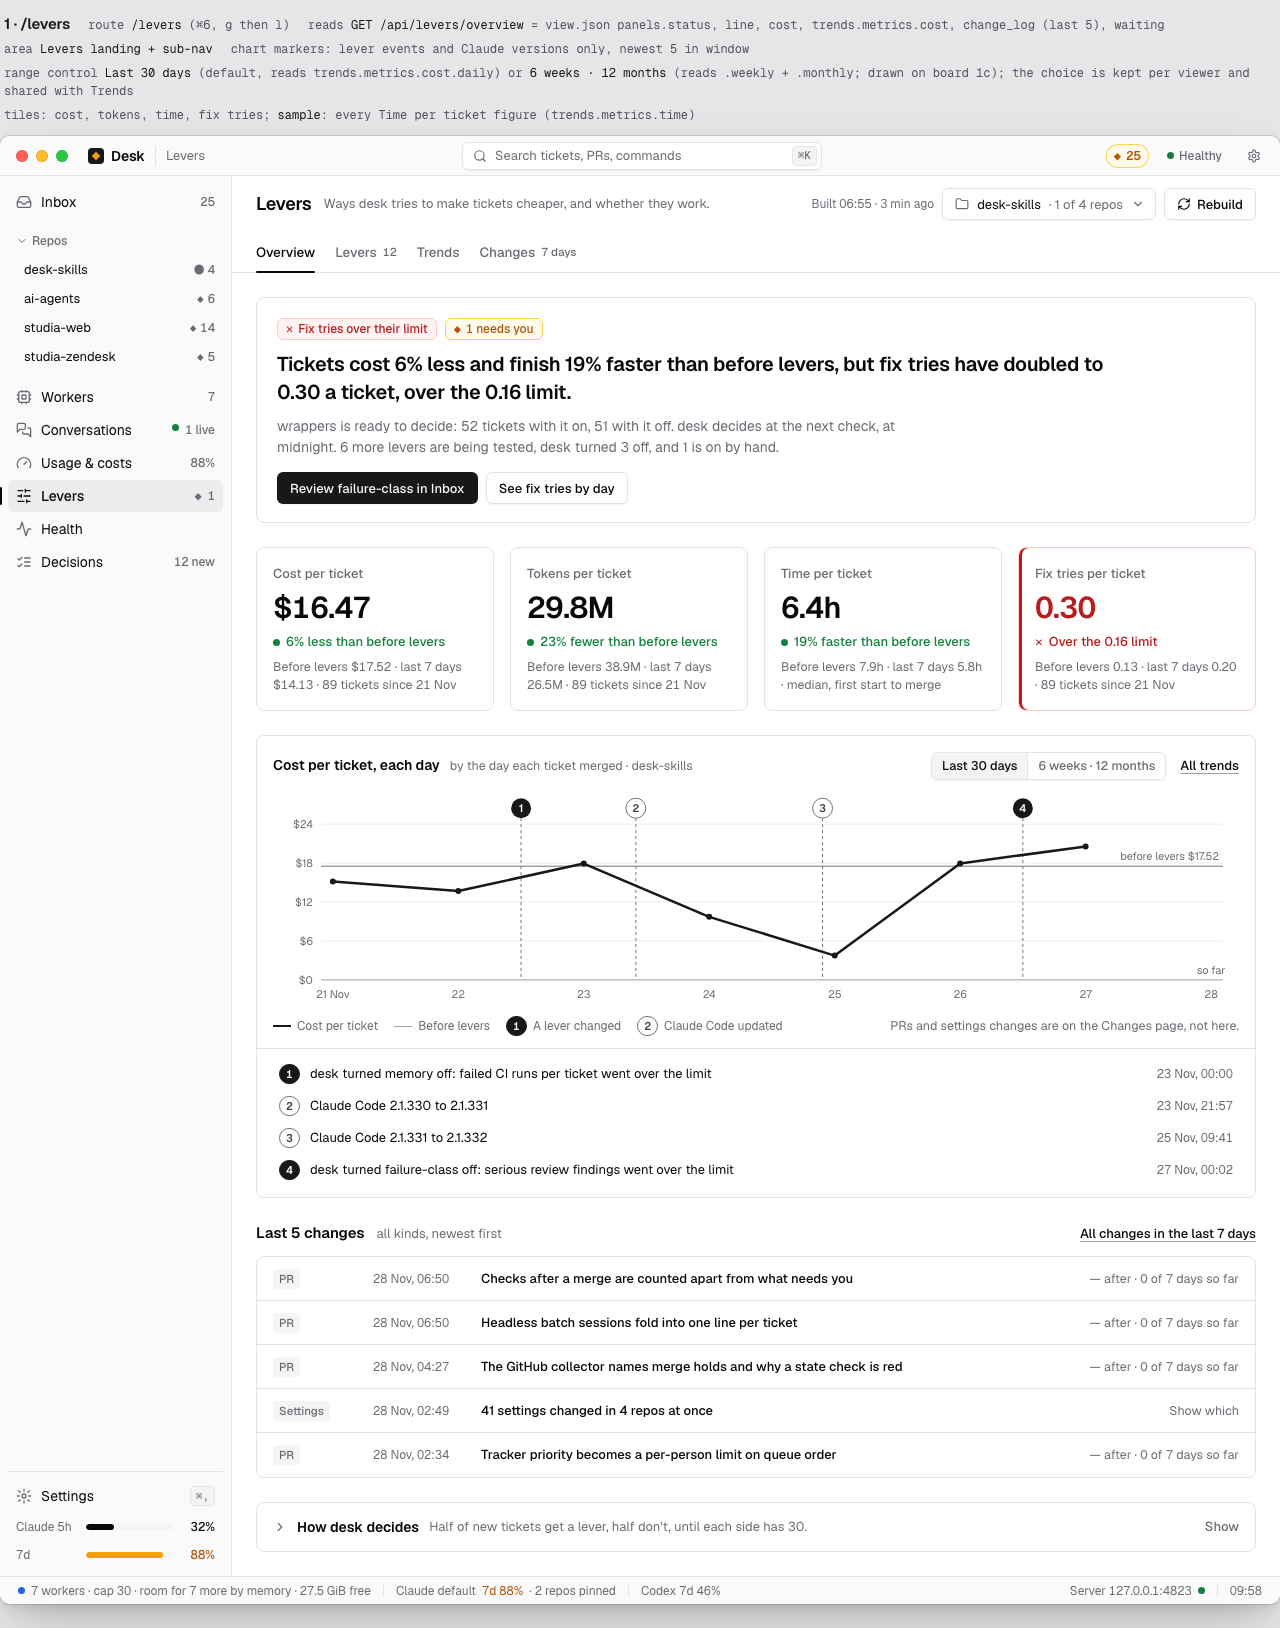 1 · /levers route /levers (⌘6, g then l) reads GET /api/levers/overview = view.json panels.status, line, cost, trends.metrics.cost, change_log (last 5), waiting
area Levers landing + sub-nav chart markers: lever events and Claude versions only, newest 5 in window
range control Last 30 days (default, reads trends.metrics.cost.daily) or 6 weeks · 12 months (reads .weekly + .monthly; drawn on board 1c); the choice is kept per viewer and
shared with Trends
tiles: cost, tokens, time, fix tries; sample: every Time per ticket figure (trends.metrics.time)
Desk Levers
Search tickets, PRs, commands ⌘K
◆ 25
Healthy
Inbox 25
Repos
desk-skills 4
ai-agents ◆ 6
studia-web ◆ 14
studia-zendesk ◆ 5
Workers 7
Conversations 1 live
Usage & costs 88%
Levers ◆ 1
Health
Decisions 12 new
Settings ⌘,
Claude 5h 32%
7d 88%
Levers Ways desk tries to make tickets cheaper, and whether they work.
Built 06:55 · 3 min ago
desk-skills · 1 of 4 repos
Rebuild
Overview Levers 12 Trends Changes 7 days
× Fix tries over their limit ◆ 1 needs you
Tickets cost 6% less and finish 19% faster than before levers, but fix tries have doubled to
0.30 a ticket, over the 0.16 limit.
wrappers is ready to decide: 52 tickets with it on, 51 with it off. desk decides at the next check, at
midnight. 6 more levers are being tested, desk turned 3 off, and 1 is on by hand.
Review failure-class in Inbox See fix tries by day
Cost per ticket
$16.47
6% less than before levers
Before levers $17.52 · last 7 days
$14.13 · 89 tickets since 21 Nov
Tokens per ticket
29.8M
23% fewer than before levers
Before levers 38.9M · last 7 days
26.5M · 89 tickets since 21 Nov
Time per ticket
6.4h
19% faster than before levers
Before levers 7.9h · last 7 days 5.8h
· median, first start to merge
Fix tries per ticket
0.30
× Over the 0.16 limit
Before levers 0.13 · last 7 days 0.20
· 89 tickets since 21 Nov
Cost per ticket, each day by the day each ticket merged · desk-skills
Last 30 days 6 weeks · 12 months All trends
1 2 3 4
$24
$18
$12
$6
$0
before levers $17.52
so far
21 Nov 22 23 24 25 26 27 28
Cost per ticket Before levers 1 A lever changed 2 Claude Code updated
PRs and settings changes are on the Changes page, not here.
1 desk turned memory off: failed CI runs per ticket went over the limit 23 Nov, 00:00
2 Claude Code 2.1.330 to 2.1.331 23 Nov, 21:57
3 Claude Code 2.1.331 to 2.1.332 25 Nov, 09:41
4 desk turned failure-class off: serious review findings went over the limit 27 Nov, 00:02
Last 5 changes all kinds, newest first All changes in the last 7 days
PR 28 Nov, 06:50 Checks after a merge are counted apart from what needs you — after · 0 of 7 days so far
PR 28 Nov, 06:50 Headless batch sessions fold into one line per ticket — after · 0 of 7 days so far
PR 28 Nov, 04:27 The GitHub collector names merge holds and why a state check is red — after · 0 of 7 days so far
Settings 28 Nov, 02:49 41 settings changed in 4 repos at once Show which
PR 28 Nov, 02:34 Tracker priority becomes a per-person limit on queue order — after · 0 of 7 days so far
How desk decides Half of new tickets get a lever, half don't, until each side has 30. Show
7 workers · cap 30 · room for 7 more by memory · 27.5 GiB free Claude default 7d 88% · 2 repos pinned Codex 7d 46%
Server 127.0.0.1:4823 09:58